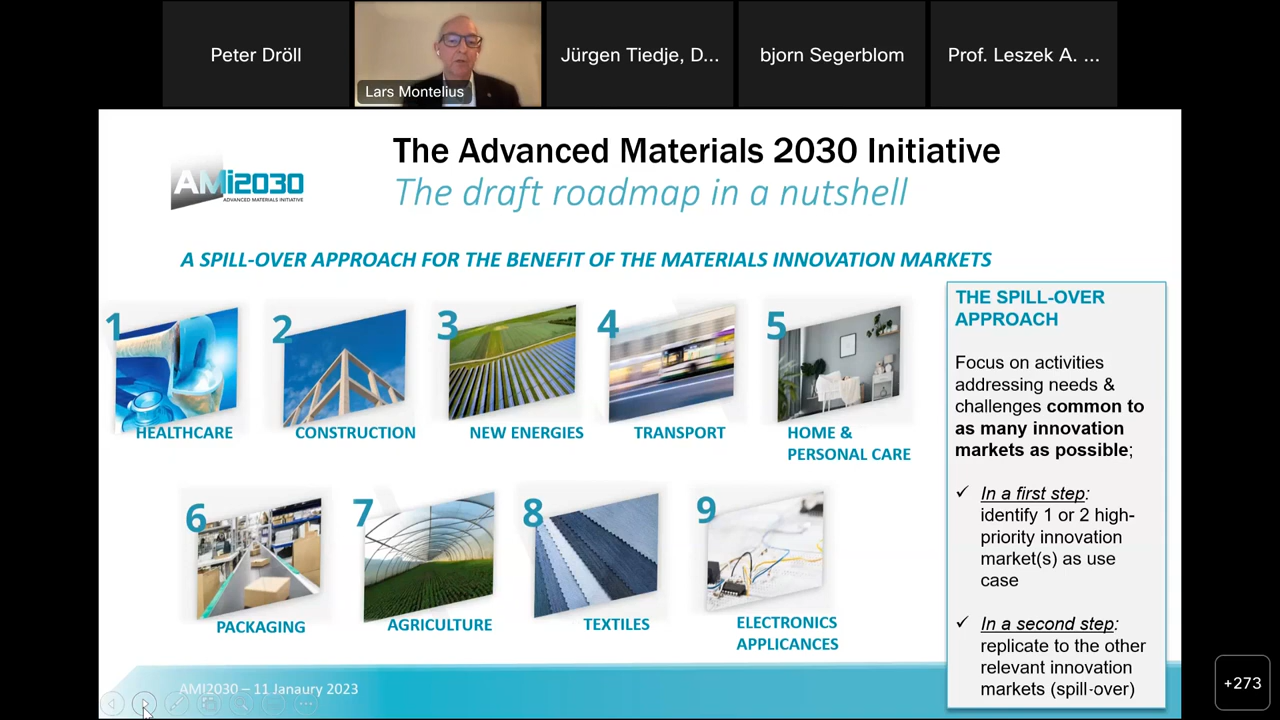 Peter Dröll
Lars Montelius
Jürgen Tiedje, D...
bjorn Segerblom
Prof. Leszek A. ...
AMi2030
ADVANCED MATERIALS INITIATIVE
The Advanced Materials 2030 Initiative
The draft roadmap in a nutshell
A SPILL-OVER APPROACH FOR THE BENEFIT OF THE MATERIALS INNOVATION MARKETS
1
HEALTHCARE
2
CONSTRUCTION
3
NEW ENERGIES
4
TRANSPORT
5
HOME &
PERSONAL CARE
6
PACKAGING
7
AGRICULTURE
8
TEXTILES
9
ELECTRONICS
APPLICANCES
THE SPILL-OVER
APPROACH
Focus on activities
addressing needs &
challenges common to
as many innovation
markets as possible;
✓ In a first step:
identify 1 or 2 high-
priority innovation
market(s) as use
case
✓ In a second step:
replicate to the other
relevant innovation
markets (spill-over)
AMI2030 – 11 Janaury 2023
+273